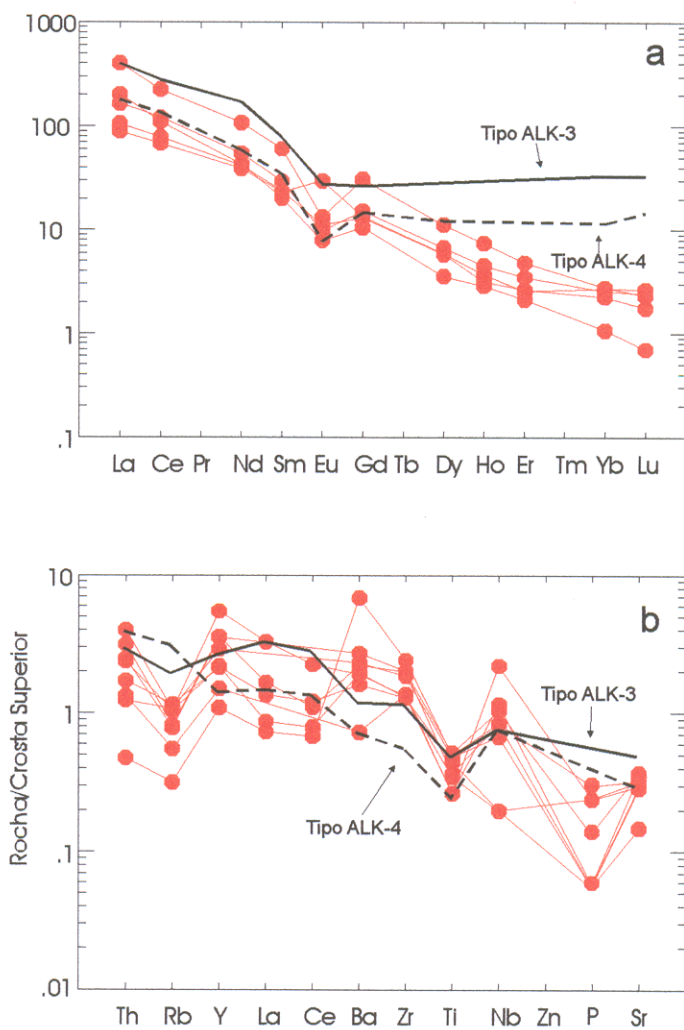 1000
a
100
Tipo ALK-3
10
Tipo ALK-4
1
.1
La Ce Pr Nd Sm Eu Gd Tb Dy Ho Er Tm Yb Lu
10
b
Tipo ALK-3
1
Tipo ALK-4
.1
.01
Rocha/Crosta Superior
Th Rb Y La Ce Ba Zr Ti Nb Zn P Sr